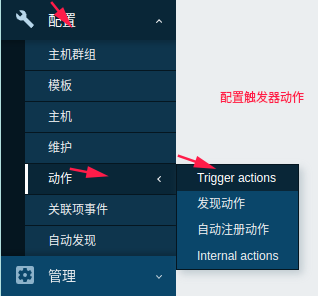 配置
主机群组
模板
主机
配置触发器动作
维护
动作
Trigger actions
发现动作
关联项事件
自动注册动作
自动发现
Internal actions
管理